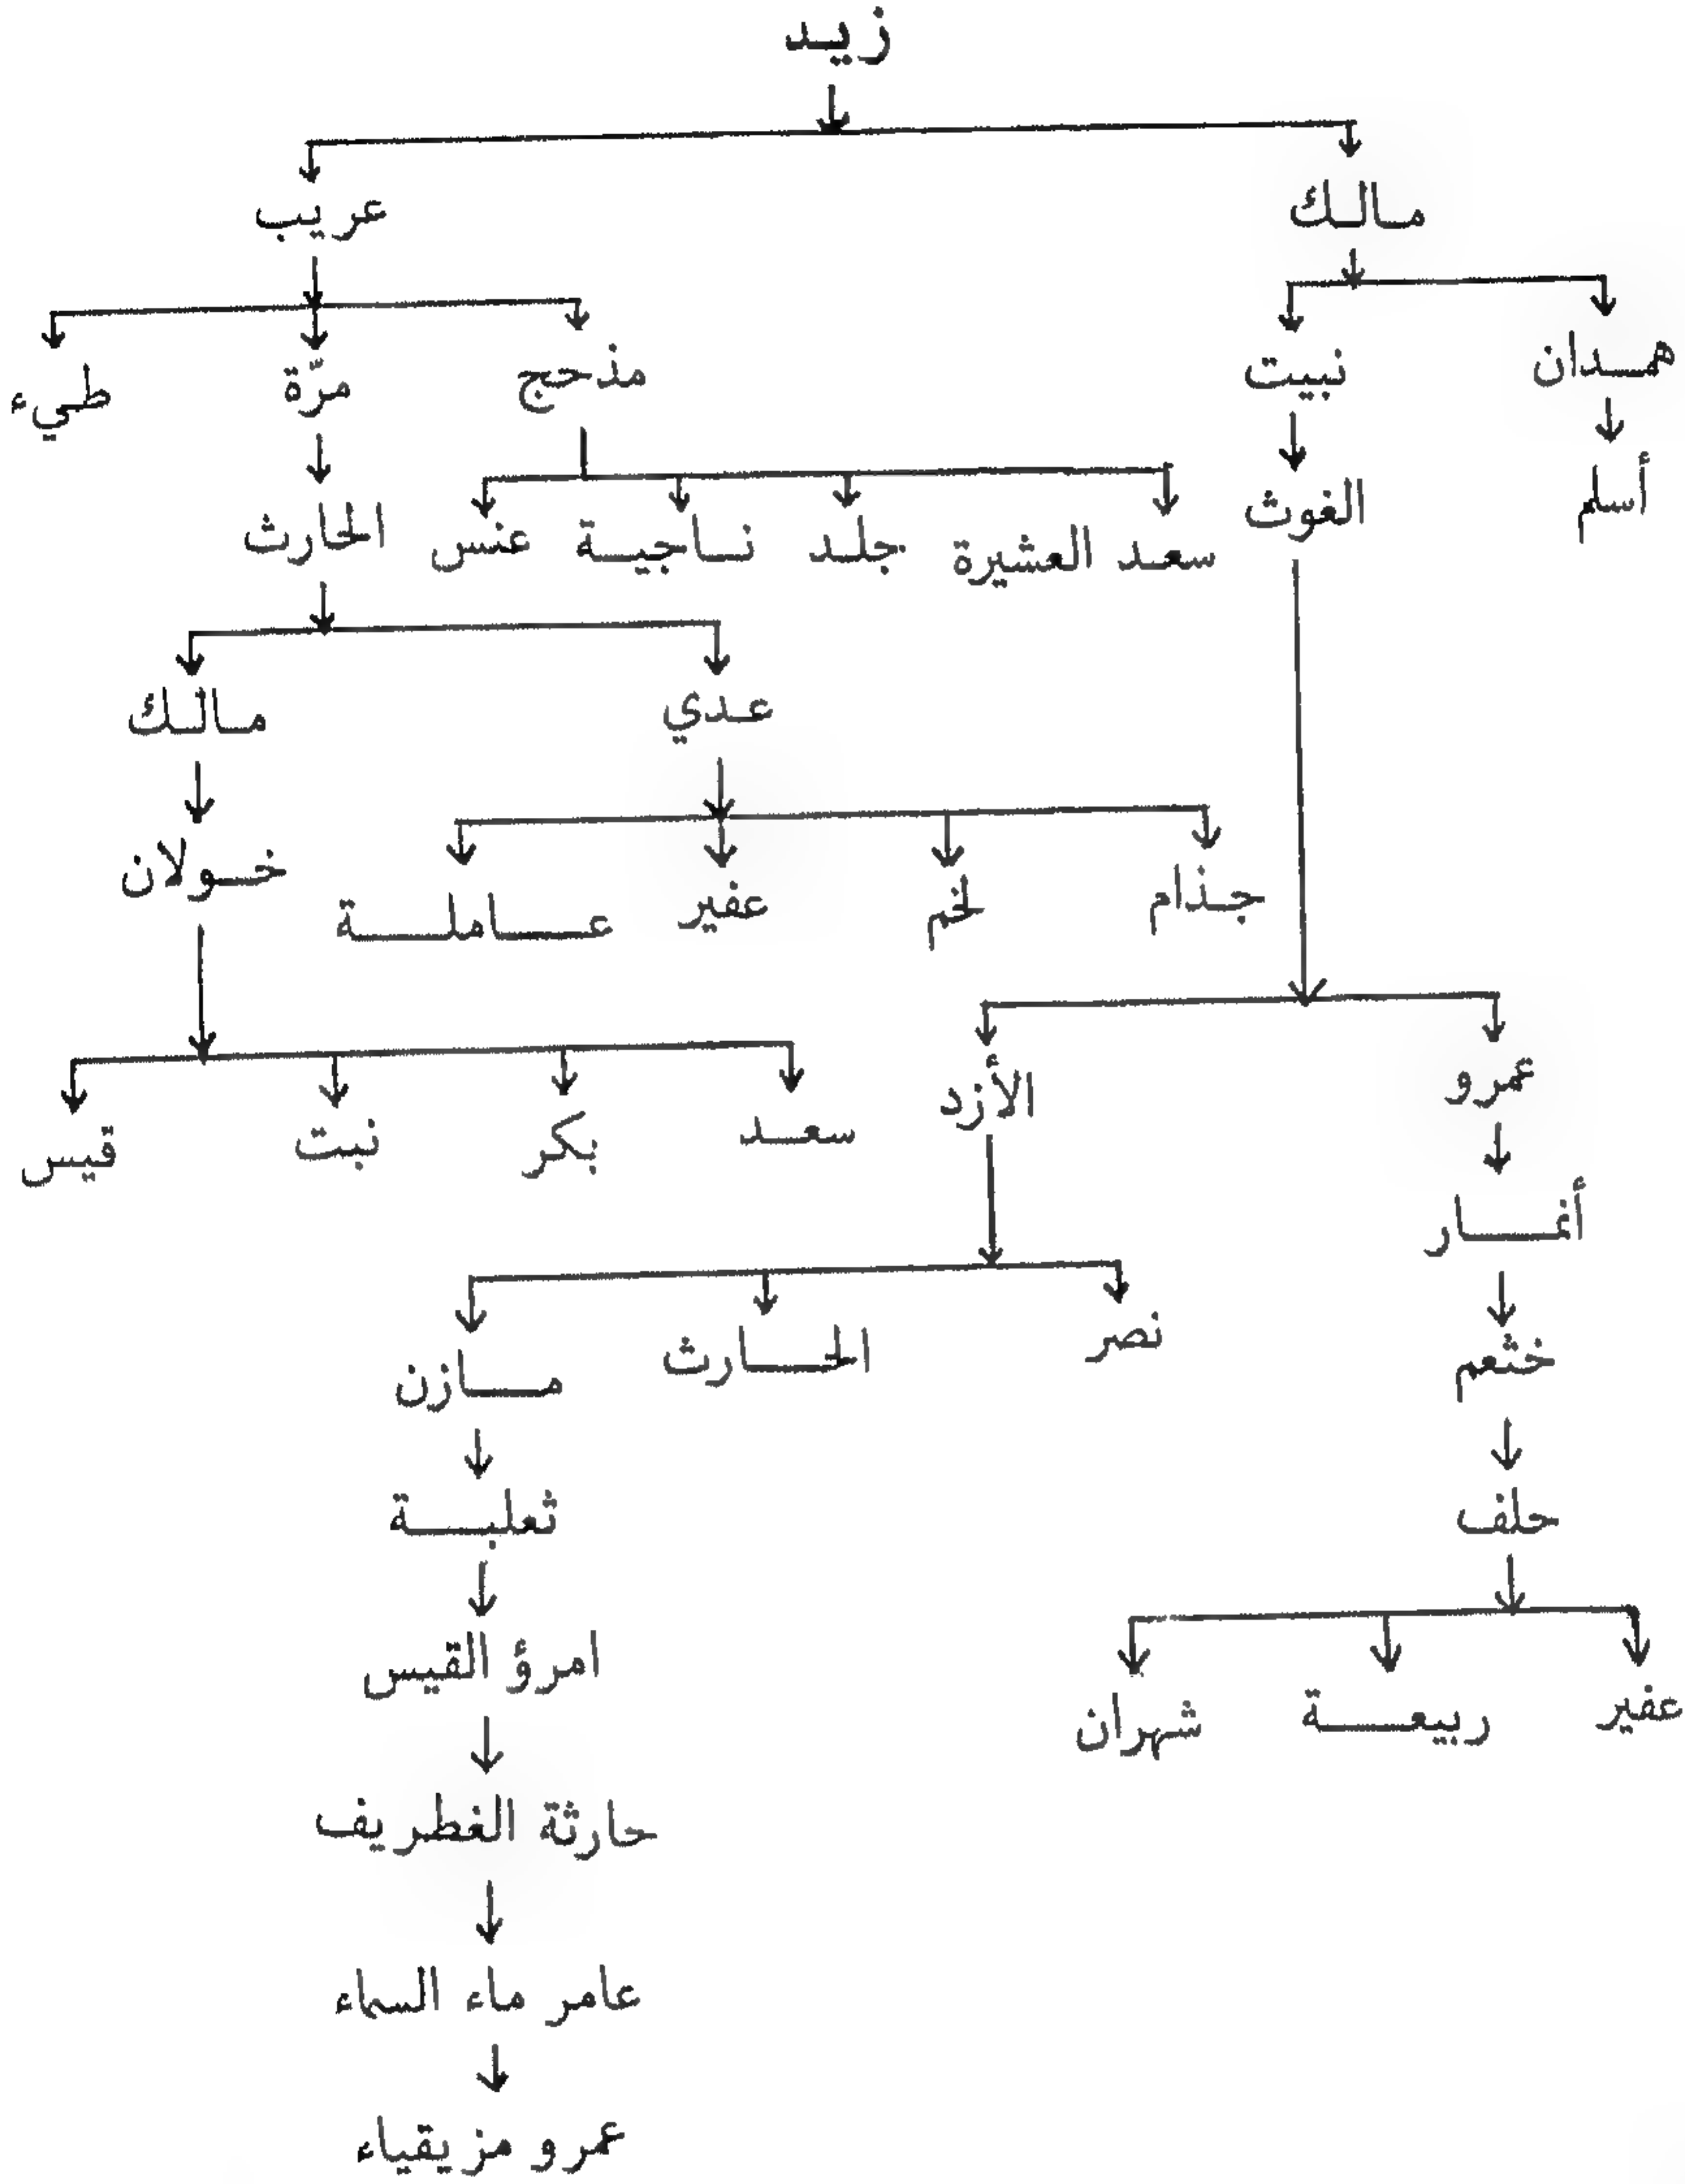 زيد
مالك عريب
همدان نبيت مذحج مرّة طيء
أسلم الغوث سعد العشيرة جلد ناجية عنس الحارث
عدي مالك
جذام لخم عفير عاملة خولان
عمرو الأزد سعد بكر نبت قيس
أنمار
نصر الحارث مازن
خثعم
حلف ثعلبة
عفير ربيعة شهران امرؤ القيس
حارثة الغطريف
عامر ماء السماء
عمرو مزيقياء